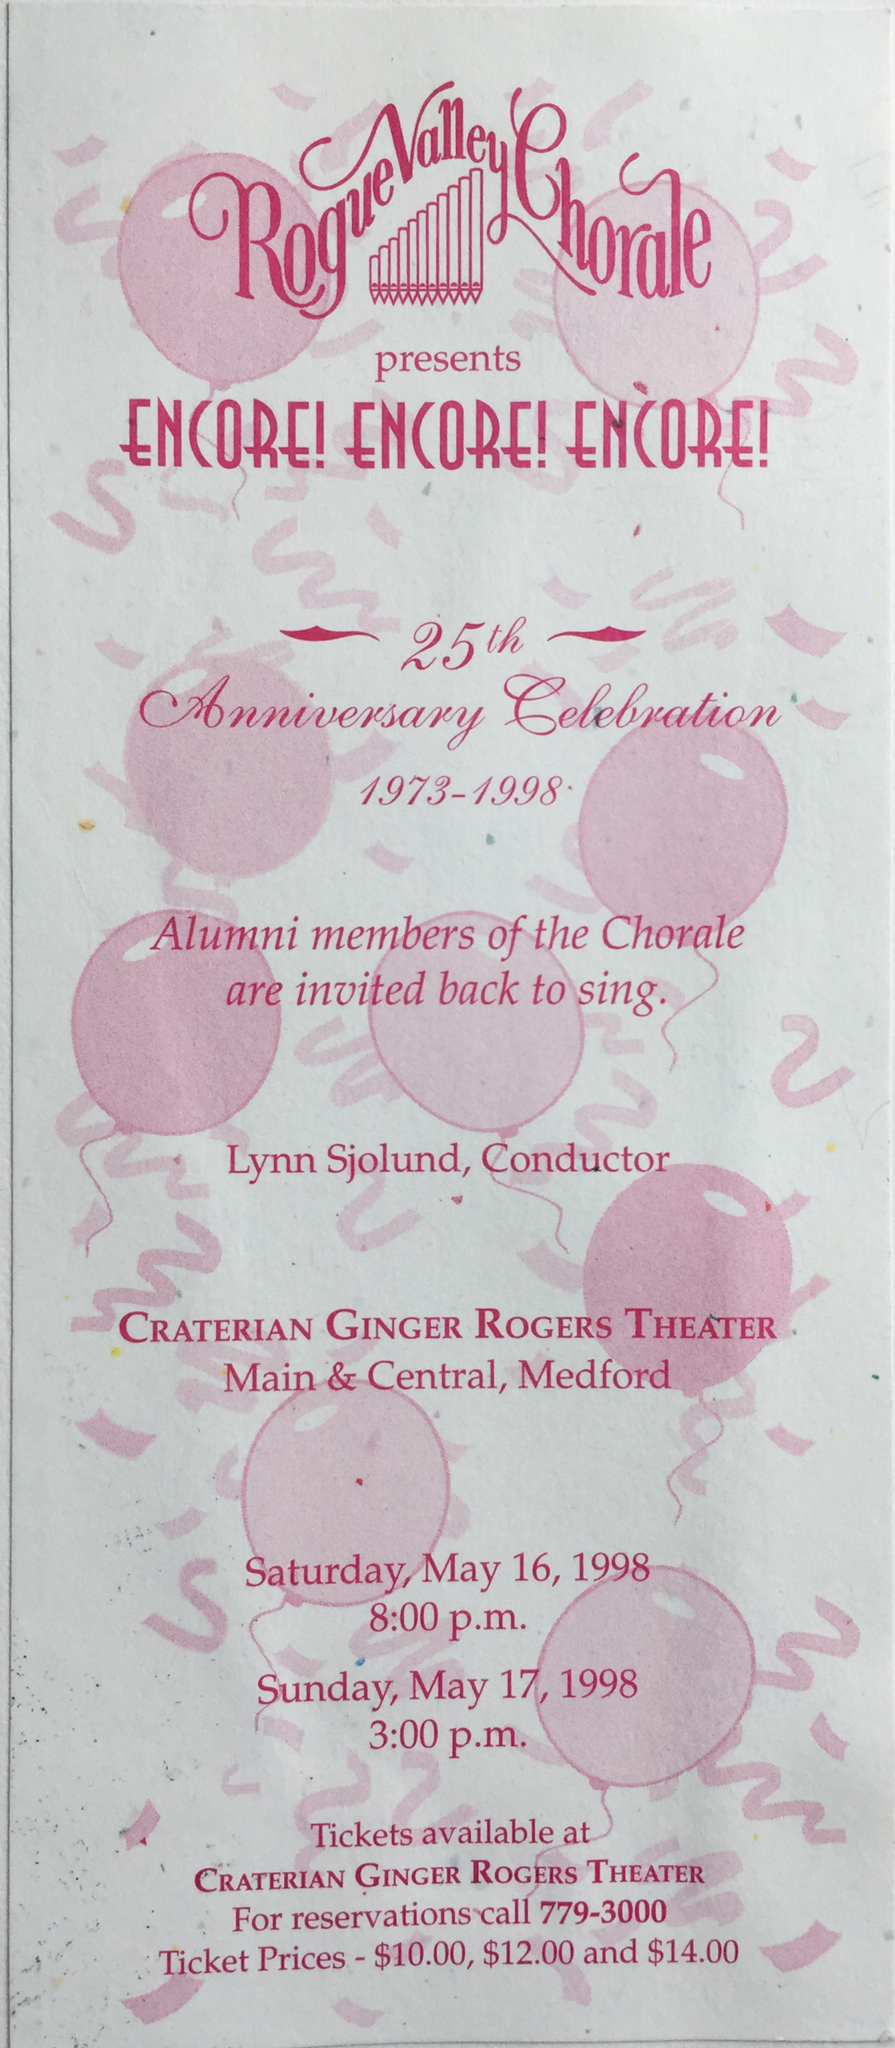 Rogue Valley Chorale
presents
ENCORE! ENCORE! ENCORE!
25th
Anniversary Celebration
1973-1998
Alumni members of the Chorale
are invited back to sing.
Lynn Sjolund, Conductor
CRATERIAN GINGER ROGERS THEATER
Main & Central, Medford
Saturday, May 16, 1998
8:00 p.m.
Sunday, May 17, 1998
3:00 p.m.
Tickets available at
CRATERIAN GINGER ROGERS THEATER
For reservations call 779-3000
Ticket Prices - $10.00, $12.00 and $14.00